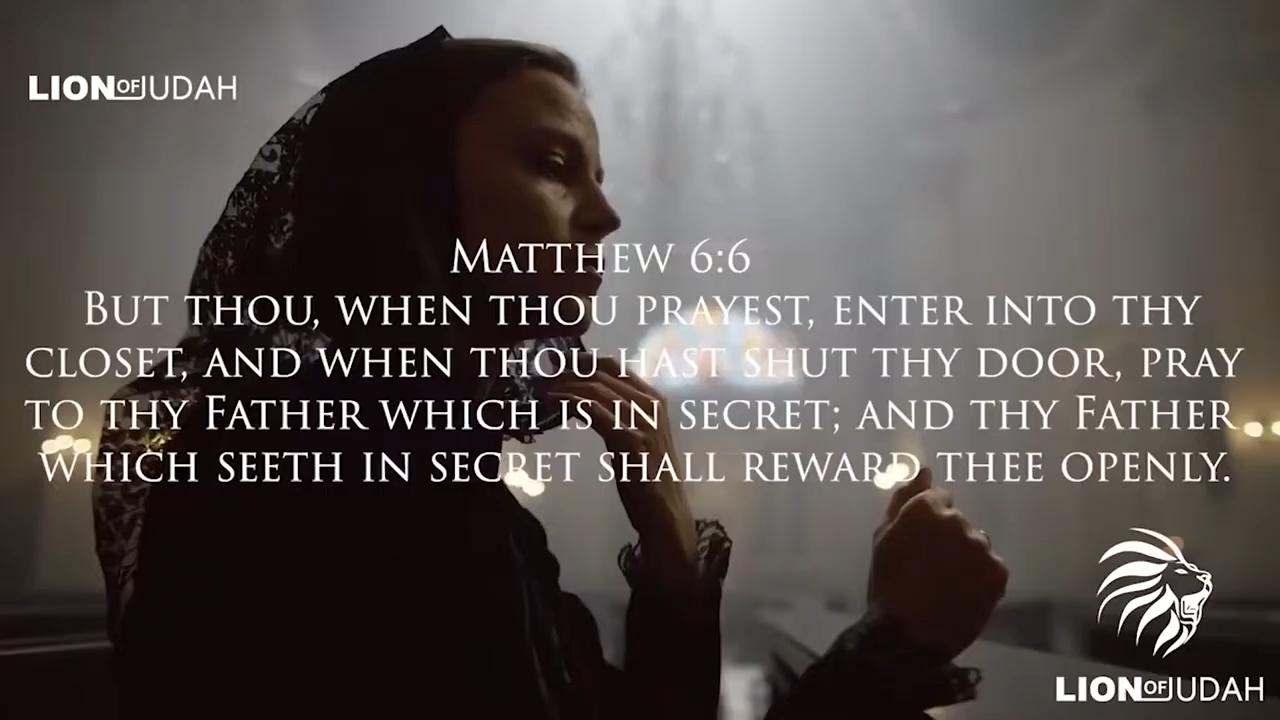 LION OF JUDAH
MATTHEW 6:6
BUT THOU, WHEN THOU PRAYEST, ENTER INTO THY
CLOSET, AND WHEN THOU HAST SHUT THY DOOR, PRAY
TO THY FATHER WHICH IS IN SECRET; AND THY FATHER
WHICH SEETH IN SECRET SHALL REWARD THEE OPENLY.
LION OF JUDAH